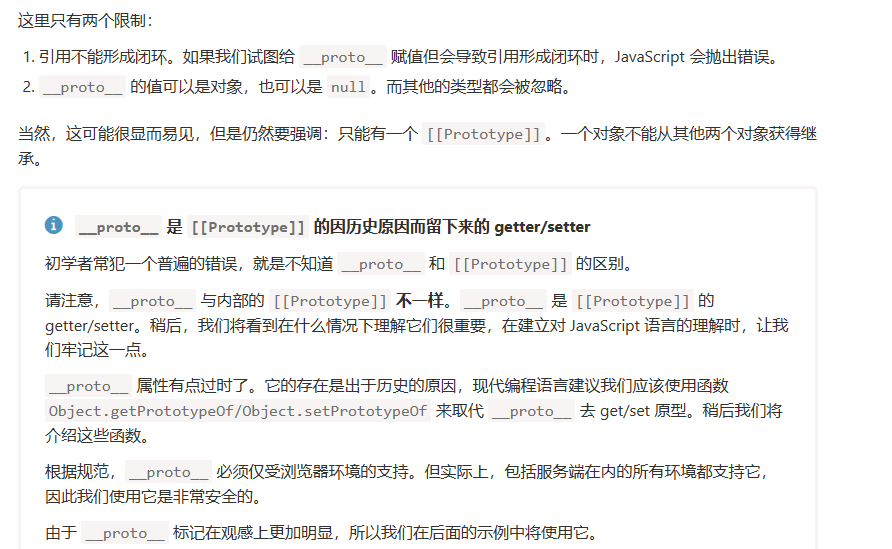 这里只有两个限制：
1. 引用不能形成闭环。如果我们试图给 __proto__ 赋值但会导致引用形成闭环时，JavaScript 会抛出错误。
2. __proto__ 的值可以是对象，也可以是 null。而其他的类型都会被忽略。
当然，这可能很显而易见，但是仍然要强调：只能有一个 [[Prototype]]。一个对象不能从其他两个对象获得继
承。
__proto__ 是 [[Prototype]] 的因历史原因而留下来的 getter/setter
初学者常犯一个普遍的错误，就是不知道 __proto__ 和 [[Prototype]] 的区别。
请注意，__proto__ 与内部的 [[Prototype]] 不一样。__proto__ 是 [[Prototype]] 的
getter/setter。稍后，我们将看到在什么情况下理解它们很重要，在建立对 JavaScript 语言的理解时，让我
们牢记这一点。
__proto__ 属性有点过时了。它的存在是出于历史的原因，现代编程语言建议我们应该使用函数
Object.getPrototypeOf/Object.setPrototypeOf 来取代 __proto__ 去 get/set 原型。稍后我们将
介绍这些函数。
根据规范，__proto__ 必须仅受浏览器环境的支持。但实际上，包括服务端在内的所有环境都支持它，
因此我们使用它是非常安全的。
由于 __proto__ 标记在观感上更加明显，所以我们在后面的示例中将使用它。